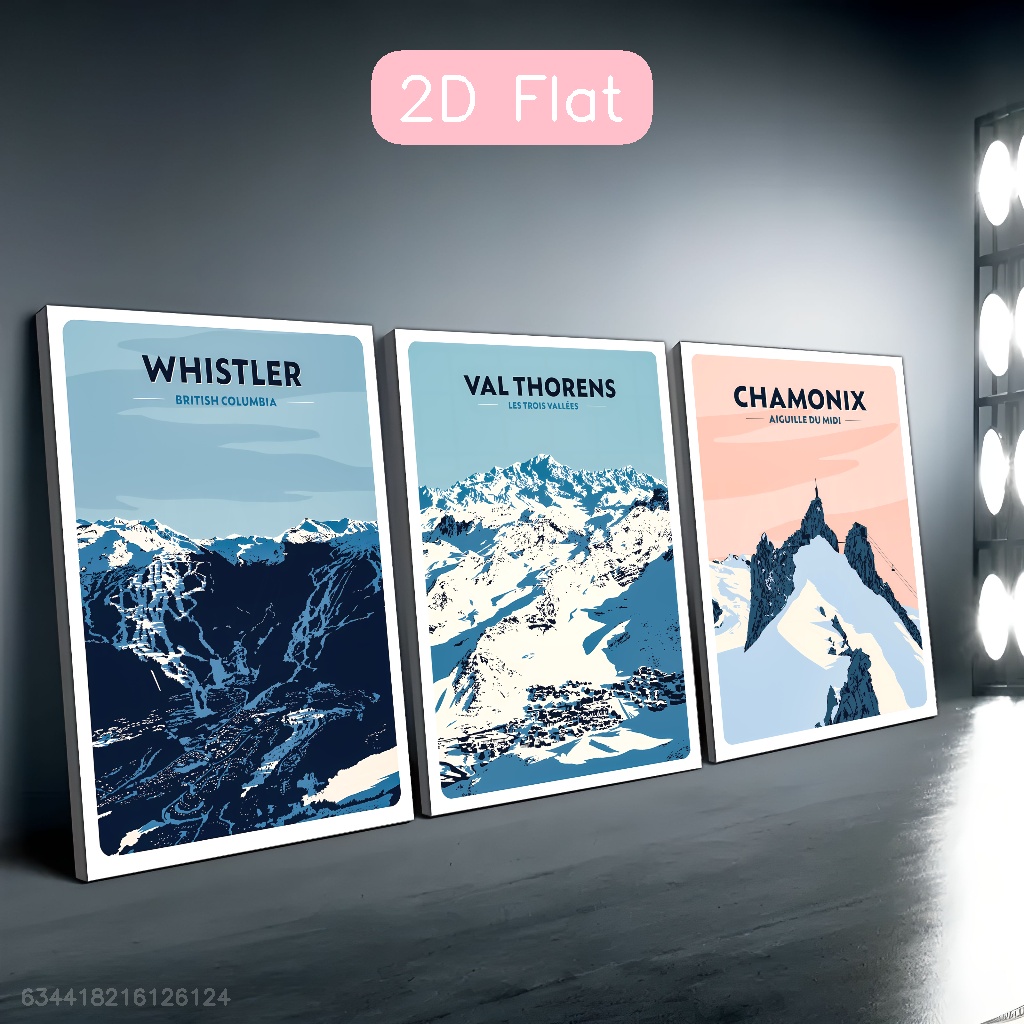 2D Flat
WHISTLER
BRITISH COLUMBIA
VAL THORENS
LES TROIS VALLÉES
CHAMONIX
AIGUILLE DU MIDI
634418216126124